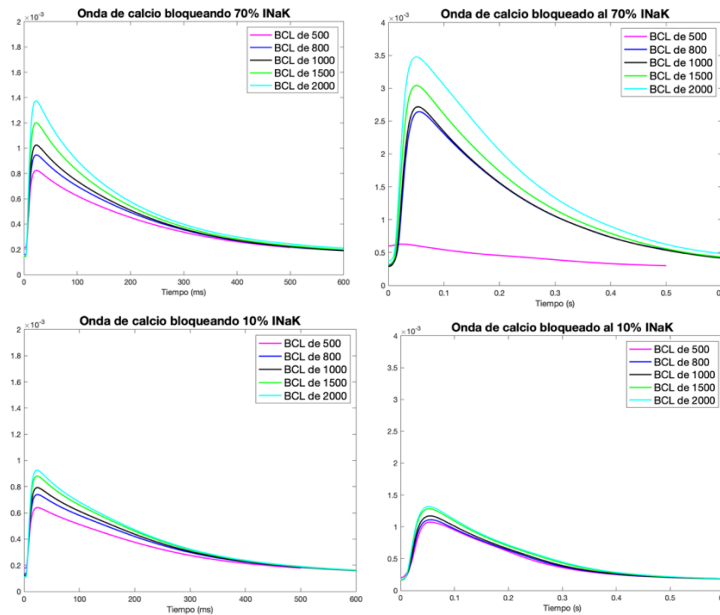 Onda de calcio bloqueando 70% INaK
×10⁻³
2
1.8
1.6
1.4
1.2
1
0.8
0.6
0.4
0.2
0
0
100
200
300
400
500
600
Tiempo (ms)
BCL de 500
BCL de 800
BCL de 1000
BCL de 1500
BCL de 2000
Onda de calcio bloqueado al 70% INaK
×10⁻³
4
3.5
3
2.5
2
1.5
1
0.5
0
0
0.1
0.2
0.3
0.4
0.5
0.6
Tiempo (s)
BCL de 500
BCL de 800
BCL de 1000
BCL de 1500
BCL de 2000
Onda de calcio bloqueando 10% INaK
×10⁻³
2
1.8
1.6
1.4
1.2
1
0.8
0.6
0.4
0.2
0
0
100
200
300
400
500
600
Tiempo (ms)
BCL de 500
BCL de 800
BCL de 1000
BCL de 1500
BCL de 2000
Onda de calcio bloqueado al 10% INaK
×10⁻³
4
3.5
3
2.5
2
1.5
1
0.5
0
0
0.1
0.2
0.3
0.4
0.5
Tiempo (s)
BCL de 500
BCL de 800
BCL de 1000
BCL de 1500
BCL de 2000